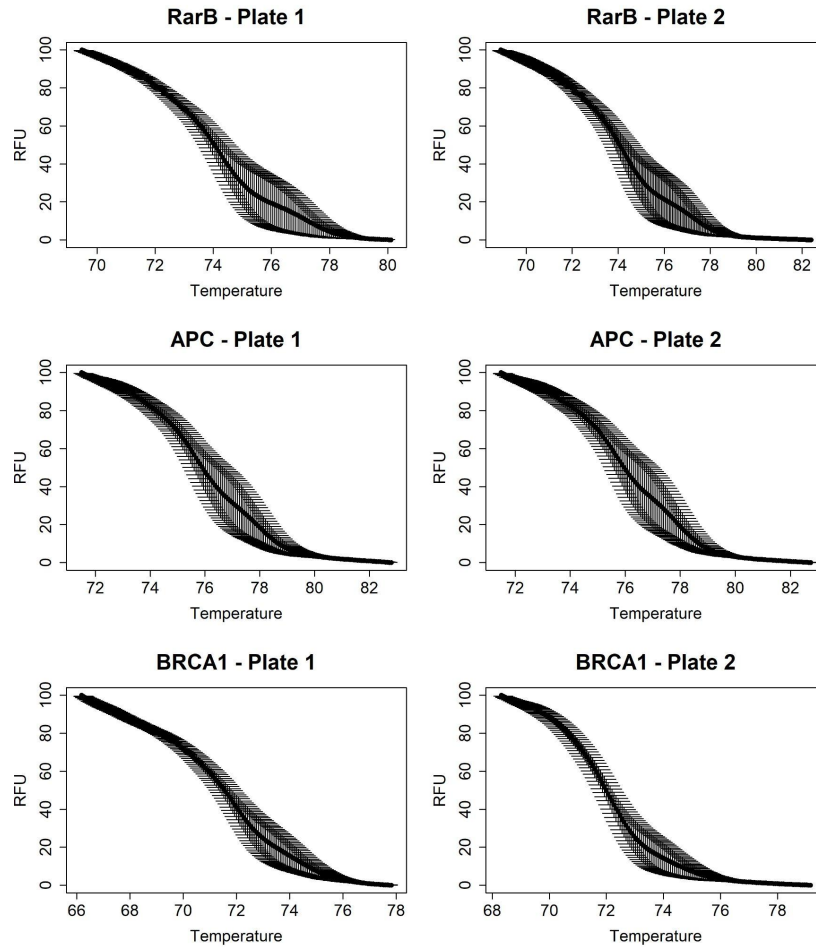 RarB - Plate 1
RFU
100
80
60
40
20
0
70 72 74 76 78 80
Temperature
RarB - Plate 2
RFU
100
80
60
40
20
0
70 72 74 76 78 80 82
Temperature
APC - Plate 1
RFU
100
80
60
40
20
0
72 74 76 78 80 82
Temperature
APC - Plate 2
RFU
100
80
60
40
20
0
72 74 76 78 80 82
Temperature
BRCA1 - Plate 1
RFU
100
80
60
40
20
0
66 68 70 72 74 76 78
Temperature
BRCA1 - Plate 2
RFU
100
80
60
40
20
0
68 70 72 74 76 78
Temperature